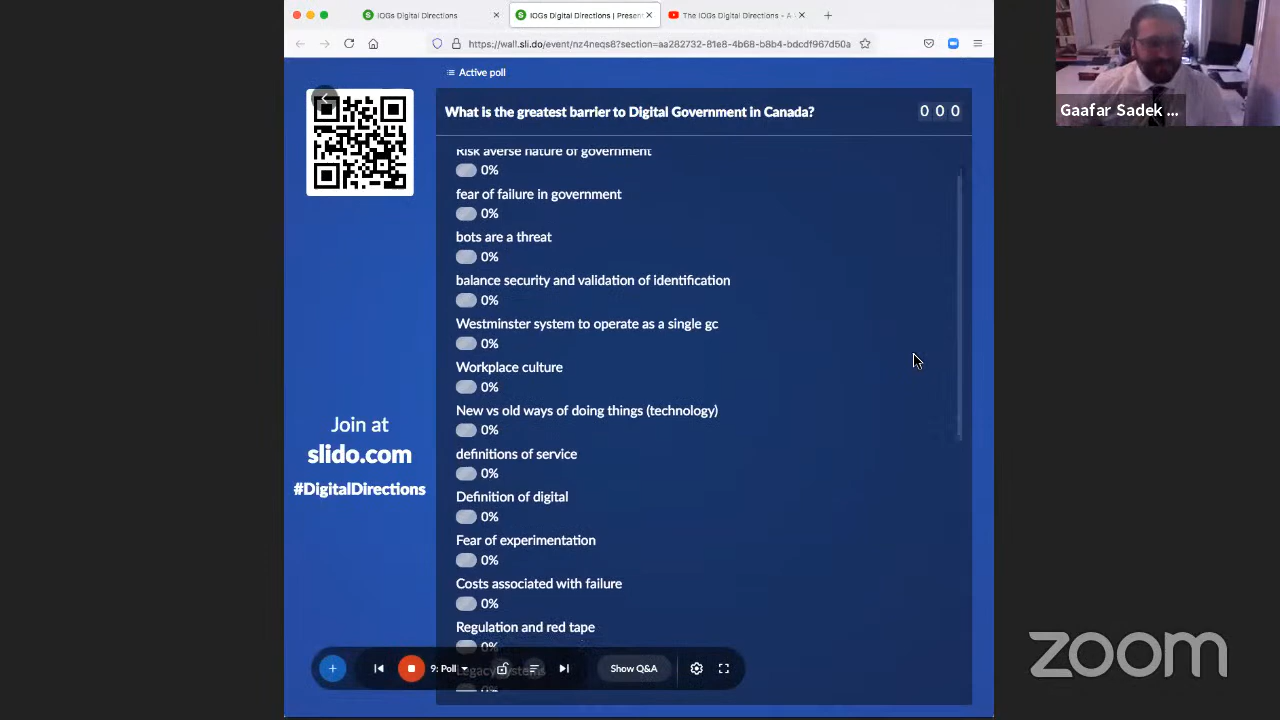 IOGs Digital Directions
IOGs Digital Directions | Presen
The IOGs Digital Directions - A
https://wall.sli.do/event/nz4neqs6?section=aa282732-81e8-4b68-b8b4-bdcdf967d50a
Gaafar Sadek ...
Active poll
What is the greatest barrier to Digital Government in Canada?
0 0 0
Risk averse nature of government
0%
fear of failure in government
0%
bots are a threat
0%
balance security and validation of identification
0%
Westminster system to operate as a single gc
0%
Workplace culture
0%
New vs old ways of doing things (technology)
0%
definitions of service
0%
Definition of digital
0%
Fear of experimentation
0%
Costs associated with failure
0%
Regulation and red tape
0%
Legacy systems
0%
Join at
slido.com
#DigitalDirections
9: Poll
Show Q&A
zoom